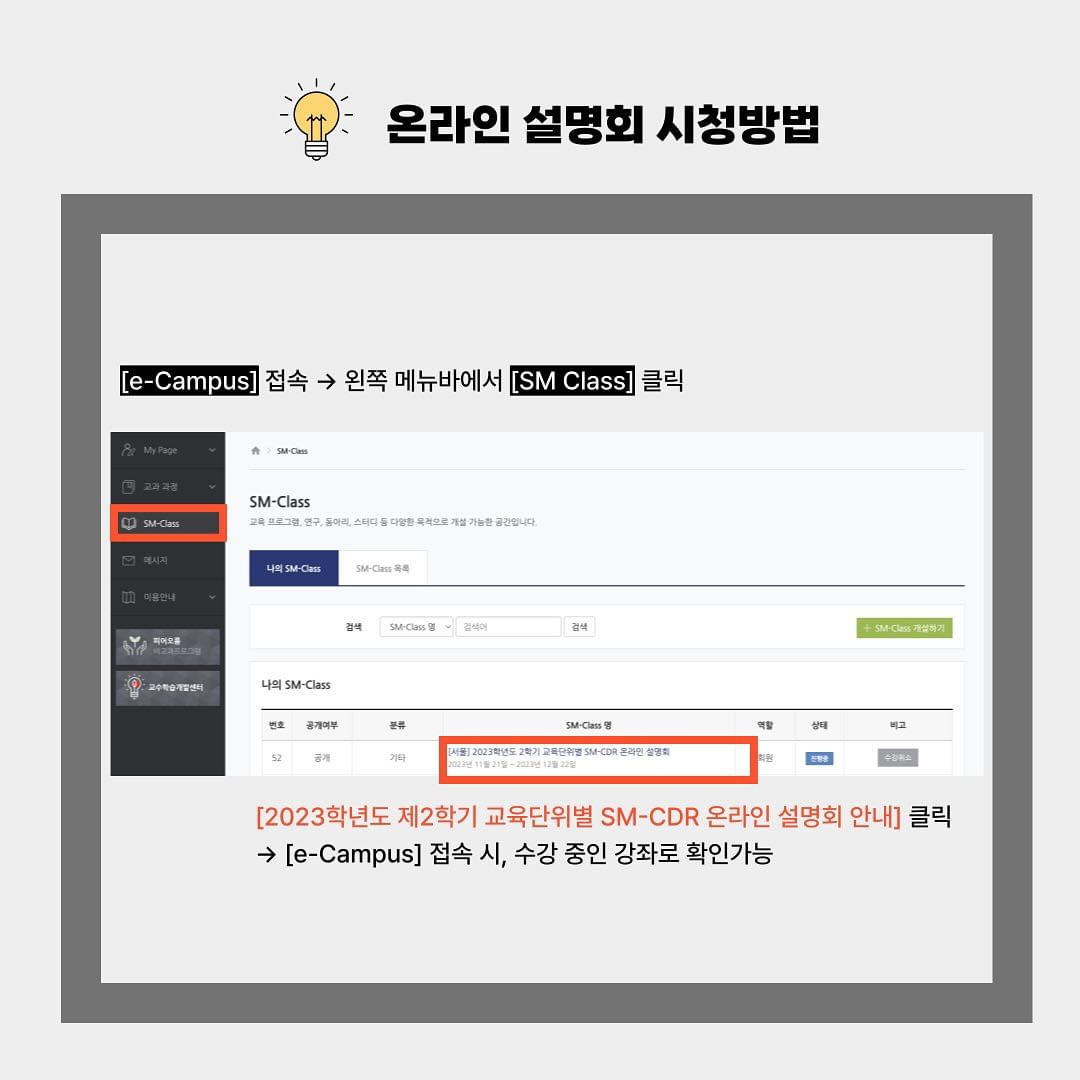 온라인 설명회 시청방법
[e-Campus] 접속 → 왼쪽 메뉴바에서 [SM Class] 클릭
My Page
교과 과정
SM-Class
메시지
이용안내
피어오름
비교과프로그램
교수학습개발센터
SM-Class
SM-Class
교육 프로그램, 연구, 동아리, 스터디 등 다양한 목적으로 개설 가능한 공간입니다.
나의 SM-Class SM-Class 목록
검색 SM-Class 명 검색어 검색 + SM-Class 개설하기
나의 SM-Class
번호 공개여부 분류 SM-Class 명 역할 상태 비고
52 공개 기타 [서울] 2023학년도 2학기 교육단위별 SM-CDR 온라인 설명회 회원 진행중 수강취소
2023년 11월 21일 ~ 2023년 12월 22일
[2023학년도 제2학기 교육단위별 SM-CDR 온라인 설명회 안내] 클릭
→ [e-Campus] 접속 시, 수강 중인 강좌로 확인가능